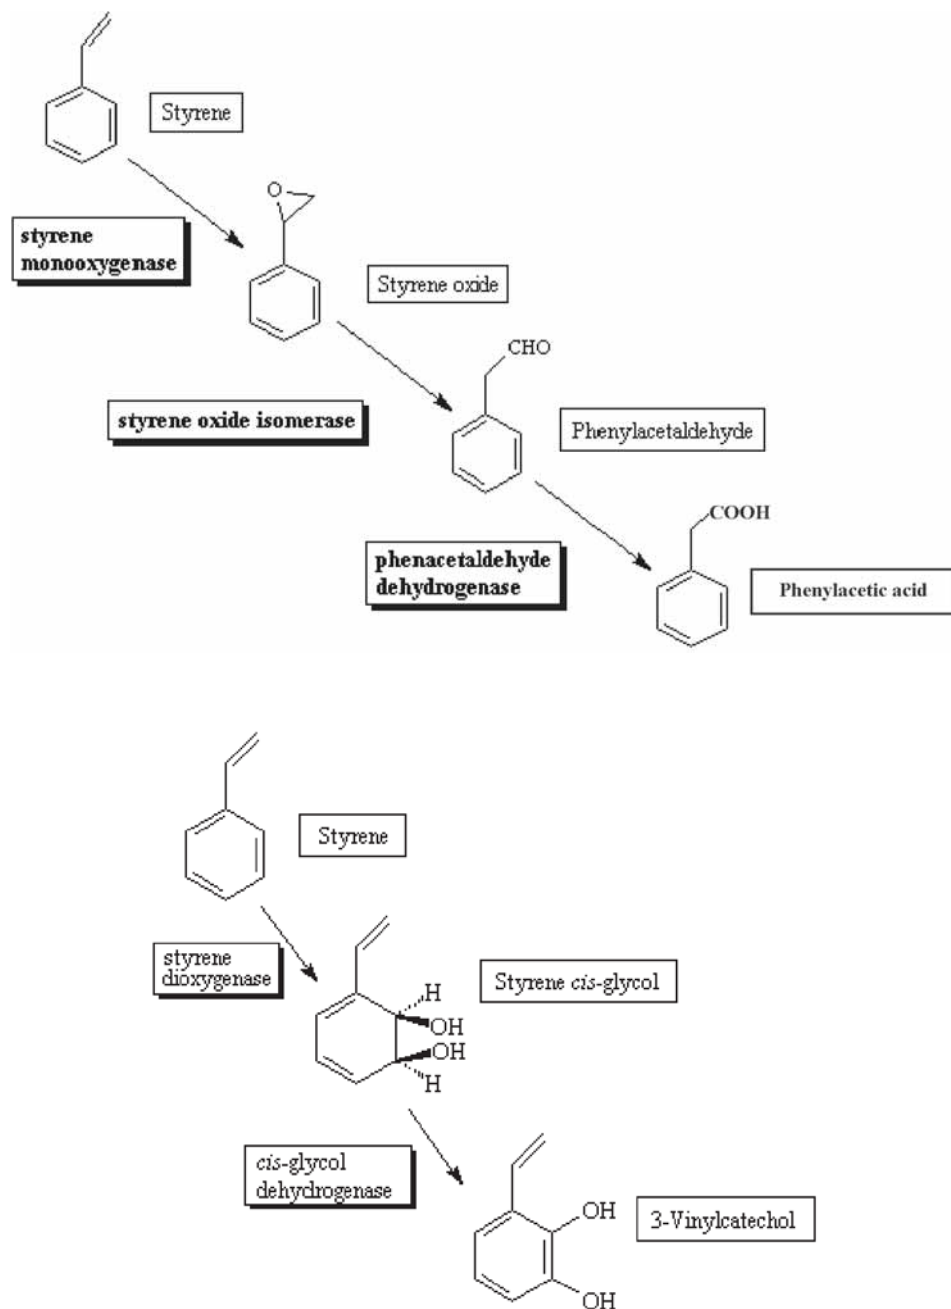 Styrene
styrene
monooxygenase
O
Styrene oxide
CHO
styrene oxide isomerase
Phenylacetaldehyde
COOH
phenacetaldehyde
dehydrogenase
Phenylacetic acid
Styrene
styrene
dioxygenase
H
Styrene cis-glycol
OH
OH
H
cis-glycol
dehydrogenase
OH
3-Vinylcatechol
OH